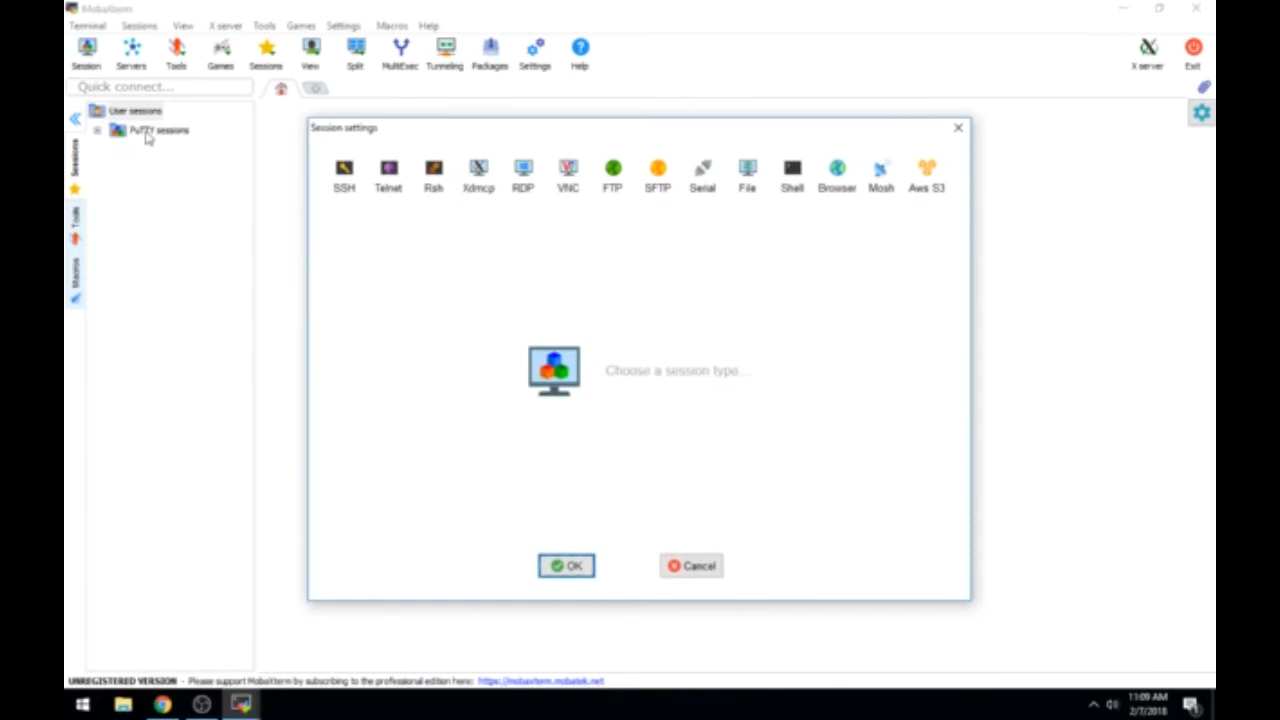 MobaXterm
Terminal Sessions View X server Tools Games Settings Macros Help
Session Servers Tools Games Sessions View Split MultiExec Tunneling Packages Settings Help X server Exit
Quick connect...
User sessions
PuTTY sessions
Sessions
Tools
Macros
Session settings
SSH Telnet Rsh Xdmcp RDP VNC FTP SFTP Serial File Shell Browser Mosh Aws S3
Choose a session type...
OK Cancel
UNREGISTERED VERSION - Please support MobaXterm by subscribing to the professional edition here: https://mobaxterm.mobatek.net
11:09 AM
2/7/2018